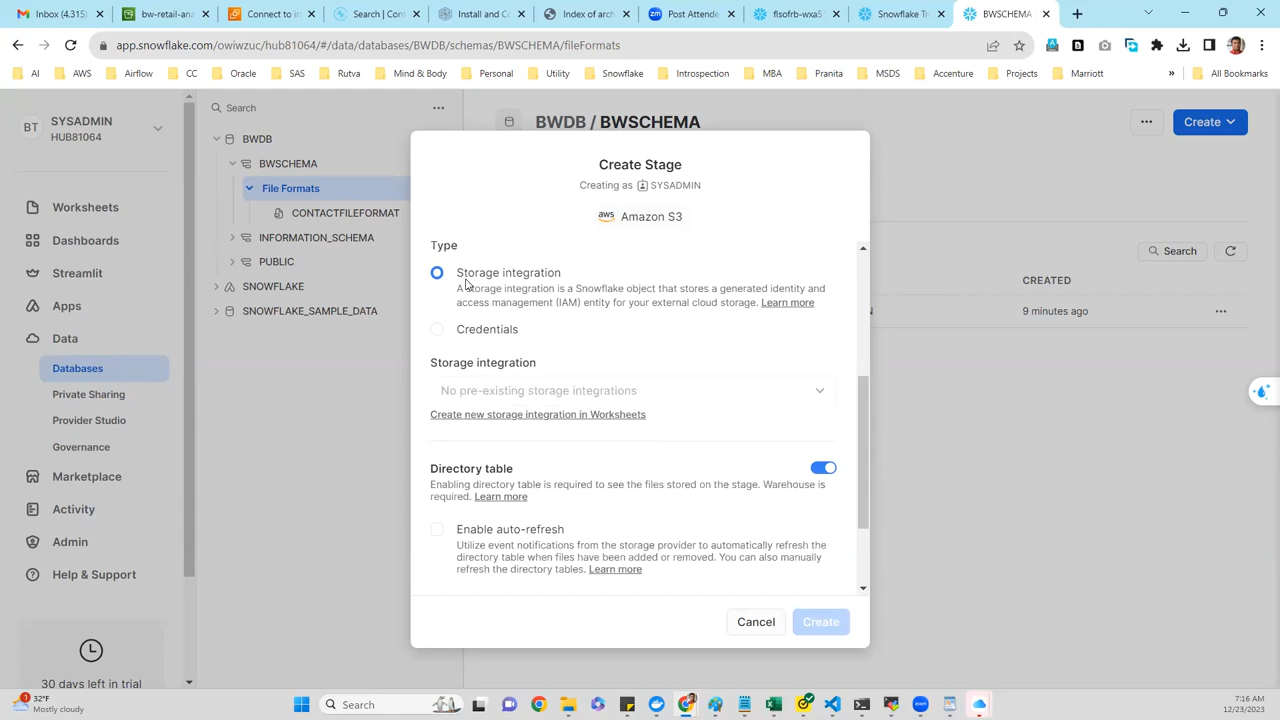 Inbox (4,595)
bw-retail-ana
Connect to in
Search | Cont
Install and Co
Index of arch
Post Attende
flsofrb-wxa5
Snowflake Tr
BWSCHEMA
app.snowflake.com/owiwzuc/hub81064/#/data/databases/BWDB/schemas/BWSCHEMA/fileFormats
AI
AWS
Airflow
CC
Oracle
SAS
Rutva
Mind & Body
Personal
Utility
Snowflake
Introspection
MBA
Pranita
MSDS
Accenture
Projects
Marriott
»
All Bookmarks
BT
SYSADMIN
HUB81064
Worksheets
Dashboards
Streamlit
Apps
Data
Databases
Private Sharing
Provider Studio
Governance
Marketplace
Activity
Admin
Help & Support
30 days left in trial
Search
BWDB
BWSCHEMA
File Formats
CONTACTFILEFORMAT
INFORMATION_SCHEMA
PUBLIC
SNOWFLAKE
SNOWFLAKE_SAMPLE_DATA
BWDB / BWSCHEMA
Create
Search
CREATED
N
9 minutes ago
Create Stage
Creating as SYSADMIN
aws Amazon S3
Type
Storage integration
A storage integration is a Snowflake object that stores a generated identity and
access management (IAM) entity for your external cloud storage. Learn more
Credentials
Storage integration
No pre-existing storage integrations
Create new storage integration in Worksheets
Directory table
Enabling directory table is required to see the files stored on the stage. Warehouse is
required. Learn more
Enable auto-refresh
Utilize event notifications from the storage provider to automatically refresh the
directory table when files have been added or removed. You can also manually
refresh the directory tables. Learn more
Cancel
Create
1
32°F
Mostly cloudy
Search
7:16 AM
12/23/2023